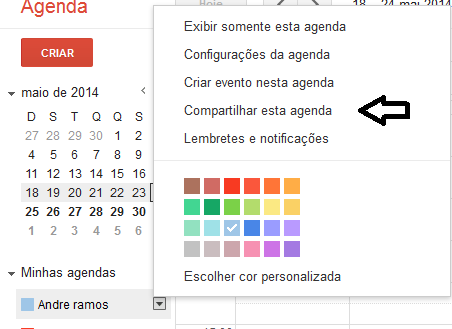 Agenda
Hoje
18 - 24 mai 2014
CRIAR
maio de 2014
D S T Q Q S
27 28 29 30 1 2
4 5 6 7 8 9
11 12 13 14 15 16
18 19 20 21 22 23
25 26 27 28 29 30
1 2 3 4 5 6
Minhas agendas
Andre ramos
Exibir somente esta agenda
Configurações da agenda
Criar evento nesta agenda
Compartilhar esta agenda
Lembretes e notificações
Escolher cor personalizada